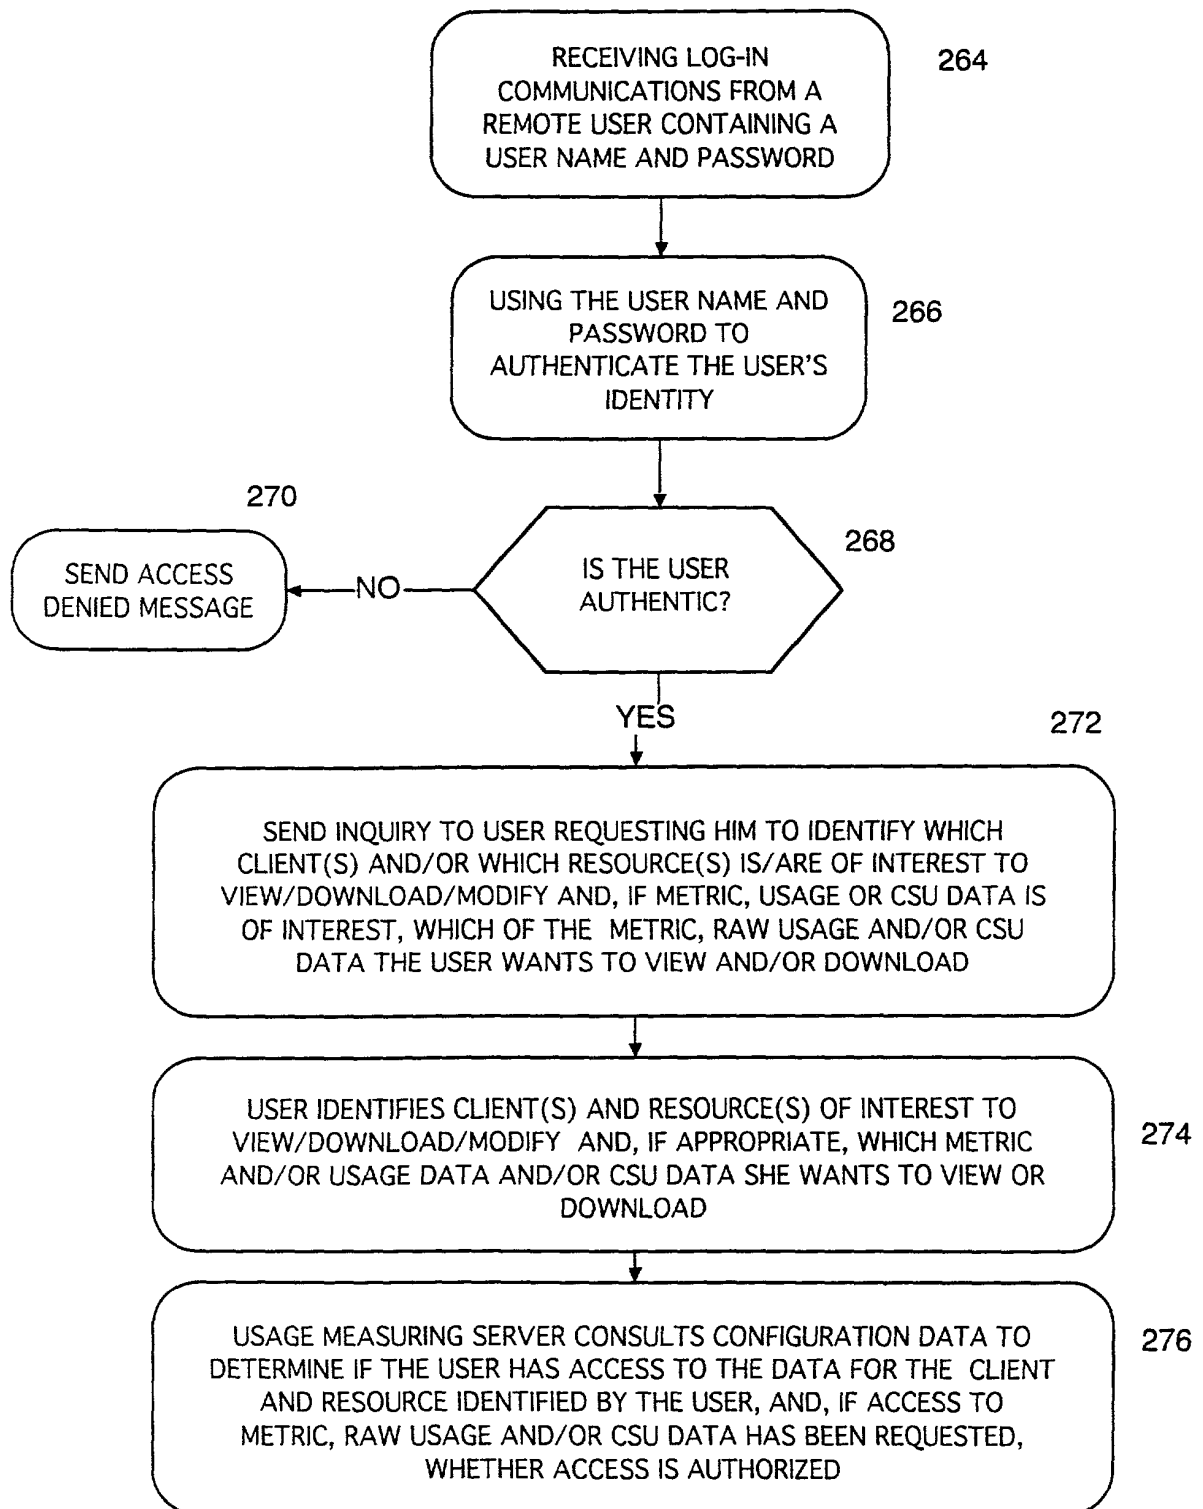 RECEIVING LOG-IN
COMMUNICATIONS FROM A
REMOTE USER CONTAINING A
USER NAME AND PASSWORD
264
USING THE USER NAME AND
PASSWORD TO
AUTHENTICATE THE USER'S
IDENTITY
266
270
SEND ACCESS
DENIED MESSAGE
NO
IS THE USER
AUTHENTIC?
268
YES
272
SEND INQUIRY TO USER REQUESTING HIM TO IDENTIFY WHICH
CLIENT(S) AND/OR WHICH RESOURCE(S) IS/ARE OF INTEREST TO
VIEW/DOWNLOAD/MODIFY AND, IF METRIC, USAGE OR CSU DATA IS
OF INTEREST, WHICH OF THE METRIC, RAW USAGE AND/OR CSU
DATA THE USER WANTS TO VIEW AND/OR DOWNLOAD
USER IDENTIFIES CLIENT(S) AND RESOURCE(S) OF INTEREST TO
VIEW/DOWNLOAD/MODIFY AND, IF APPROPRIATE, WHICH METRIC
AND/OR USAGE DATA AND/OR CSU DATA SHE WANTS TO VIEW OR
DOWNLOAD
274
USAGE MEASURING SERVER CONSULTS CONFIGURATION DATA TO
DETERMINE IF THE USER HAS ACCESS TO THE DATA FOR THE CLIENT
AND RESOURCE IDENTIFIED BY THE USER, AND, IF ACCESS TO
METRIC, RAW USAGE AND/OR CSU DATA HAS BEEN REQUESTED,
WHETHER ACCESS IS AUTHORIZED
276